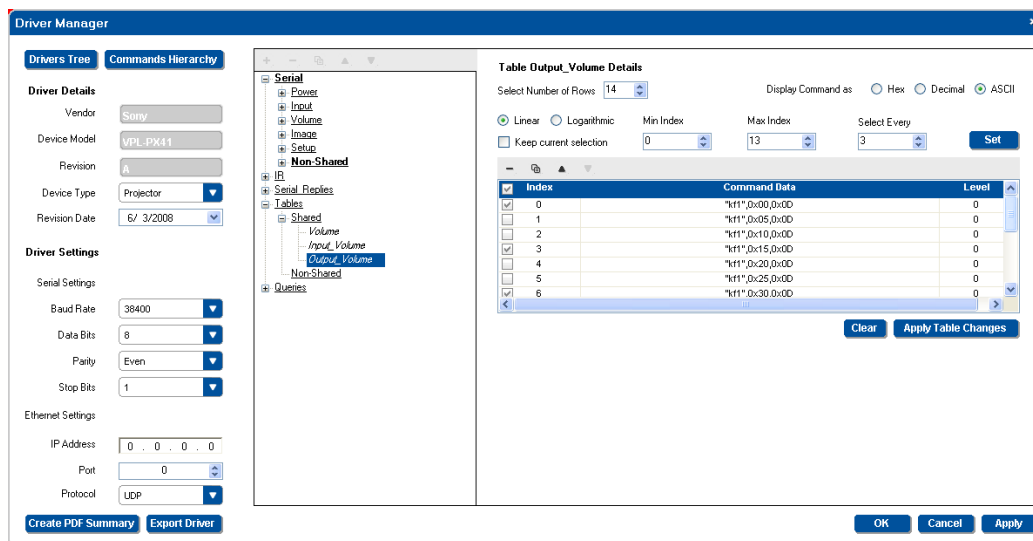 Driver Manager
Drivers Tree
Commands Hierarchy
Driver Details
Vendor
Sony
Device Model
VPL-PX41
Revision
A
Device Type
Projector
Revision Date
6/ 3/2008
Driver Settings
Serial Settings
Baud Rate
38400
Data Bits
8
Parity
Even
Stop Bits
1
Ethernet Settings
IP Address
0 . 0 . 0 . 0
Port
0
Protocol
UDP
Create PDF Summary
Export Driver
Serial
Power
Input
Volume
Image
Setup
Non-Shared
IR
Serial Replies
Tables
Shared
Volume
Input_Volume
Output_Volume
Non-Shared
Queries
Table Output_Volume Details
Select Number of Rows 14
Display Command as Hex Decimal ASCII
Linear Logarithmic
Keep current selection
Min Index
0
Max Index
13
Select Every
3
Set
Index Command Data Level
0 "kf1",0x00,0x0D 0
1 "kf1",0x05,0x0D 0
2 "kf1",0x10,0x0D 0
3 "kf1",0x15,0x0D 0
4 "kf1",0x20,0x0D 0
5 "kf1",0x25,0x0D 0
6 "kf1",0x30,0x0D 0
Clear
Apply Table Changes
OK
Cancel
Apply